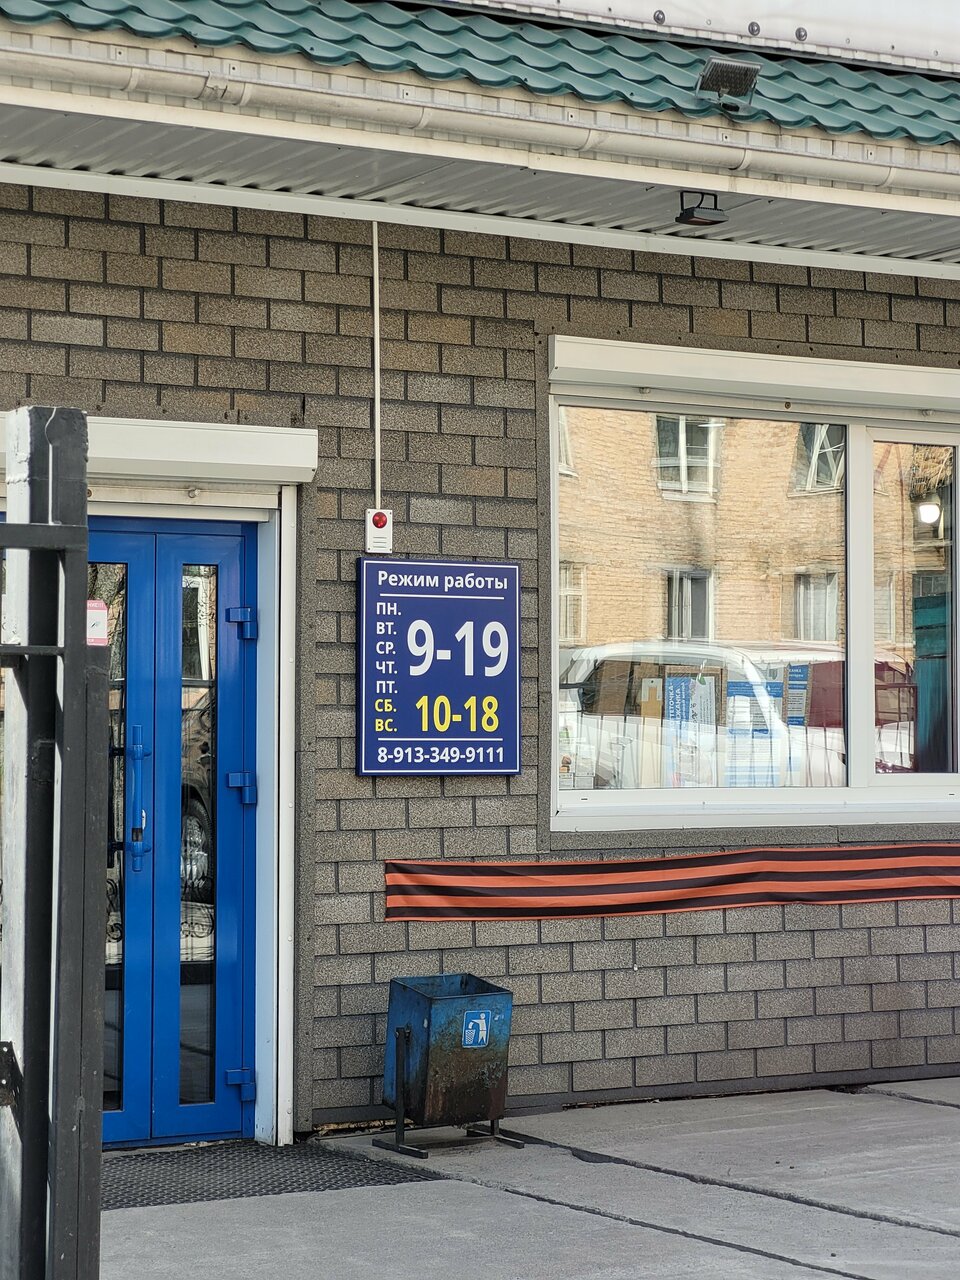 Режим работы
ПН.
ВТ.
СР.
ЧТ.
ПТ.
9-19
СБ.
ВС.
10-18
8-913-349-9111